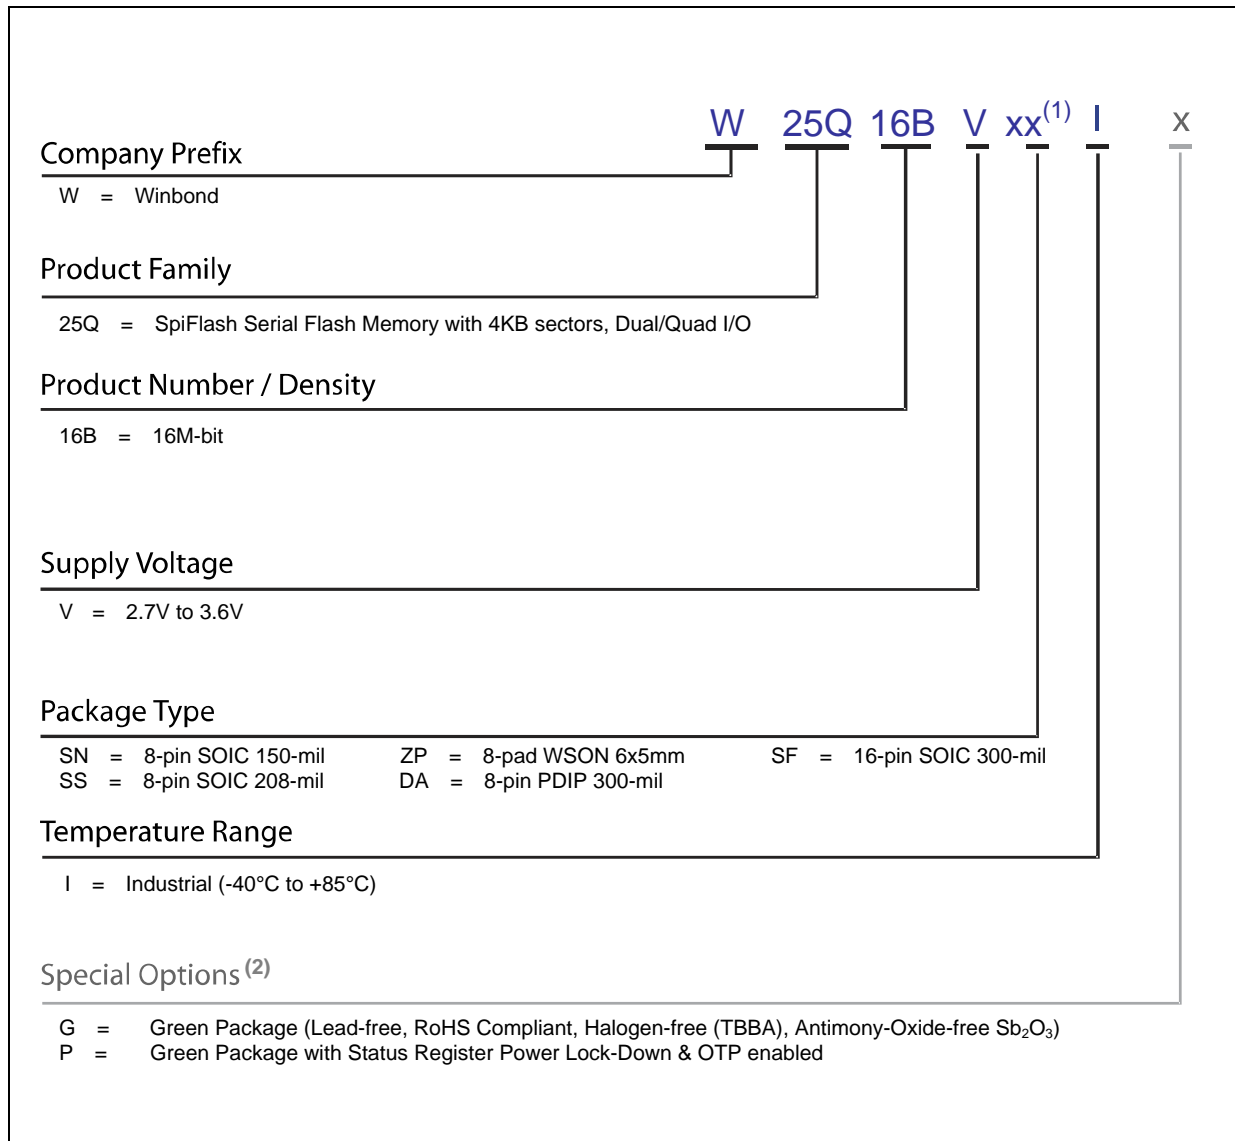 W 25Q 16B V xx(1) I x
Company Prefix
W = Winbond
Product Family
25Q = SpiFlash Serial Flash Memory with 4KB sectors, Dual/Quad I/O
Product Number / Density
16B = 16M-bit
Supply Voltage
V = 2.7V to 3.6V
Package Type
SN = 8-pin SOIC 150-mil ZP = 8-pad WSON 6x5mm SF = 16-pin SOIC 300-mil
SS = 8-pin SOIC 208-mil DA = 8-pin PDIP 300-mil
Temperature Range
I = Industrial (-40°C to +85°C)
Special Options (2)
G = Green Package (Lead-free, RoHS Compliant, Halogen-free (TBBA), Antimony-Oxide-free Sb₂O₃)
P = Green Package with Status Register Power Lock-Down & OTP enabled